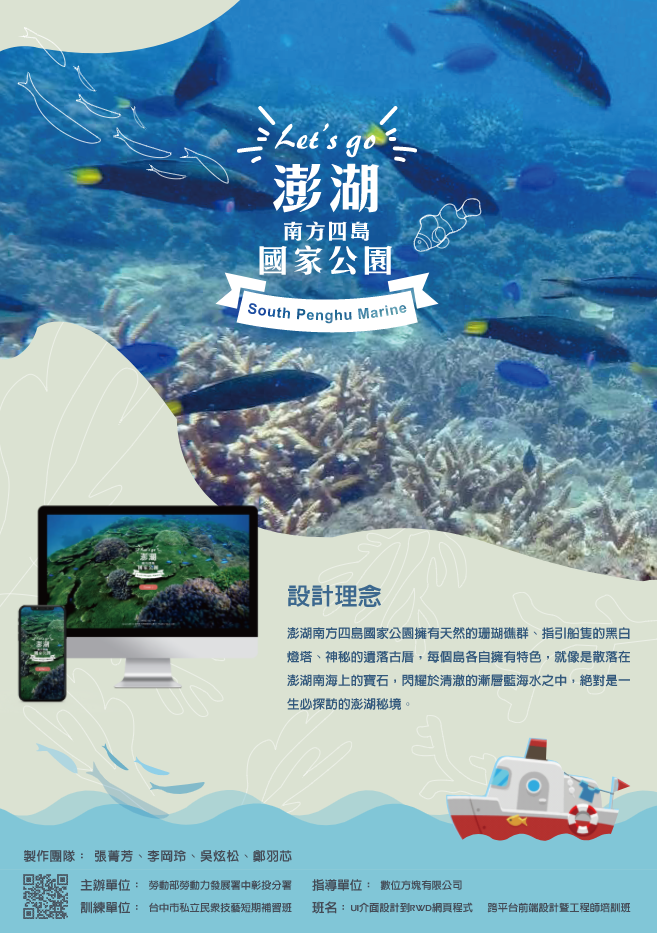 Let's go
澎湖
南方四島
國家公園
South Penghu Marine
設計理念
澎湖南方四島國家公園擁有天然的珊瑚礁群、指引船隻的黑白
燈塔、神秘的遺落古厝，每個島各自擁有特色，就像是散落在
澎湖南海上的寶石，閃耀於清澈的漸層藍海水之中，絕對是一
生必探訪的澎湖秘境。
製作團隊： 張菁芳、李岡玲、吳炫松、鄭羽芯
主辦單位： 勞動部勞動力發展署中彰投分署 指導單位： 數位方塊有限公司
訓練單位： 台中市私立民衆技藝短期補習班 班名：UI介面設計到RWD網頁程式 跨平台前端設計暨工程師培訓班